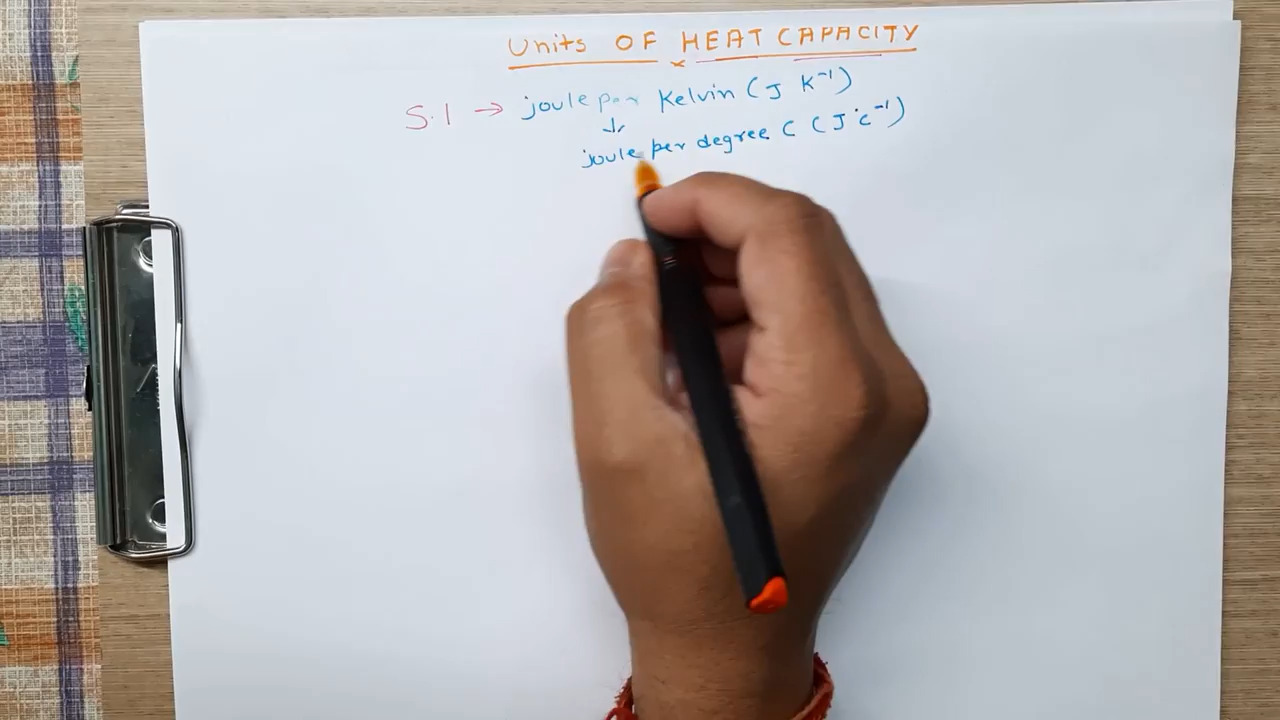 Units OF HEAT CAPACITY
S.I → joule per Kelvin (J K⁻¹)
↓
joule per degree C (J °c⁻¹)